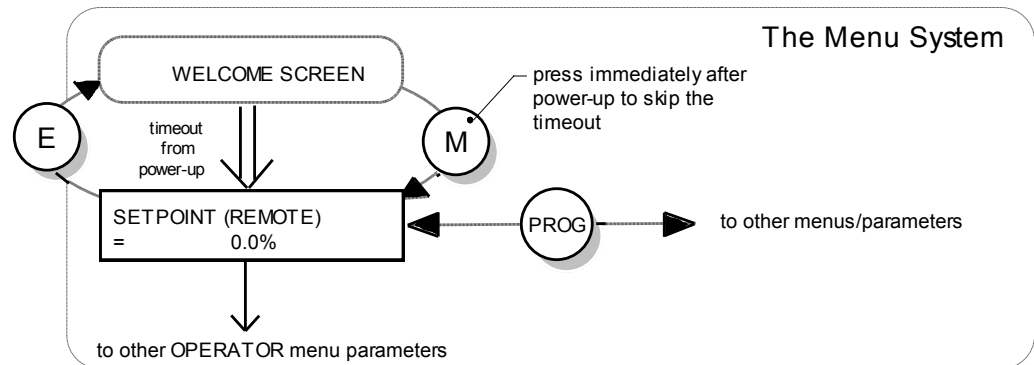 The Menu System
WELCOME SCREEN
press immediately after
power-up to skip the
timeout
E
timeout
from
power-up
M
SETPOINT (REMOTE)
= 0.0%
PROG
to other menus/parameters
to other OPERATOR menu parameters